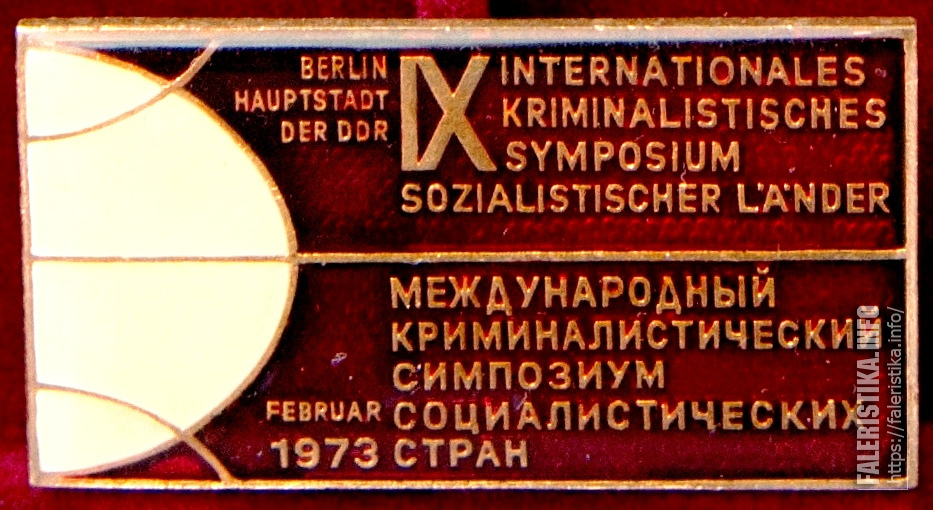 BERLIN
HAUPTSTADT
DER DDR
IX INTERNATIONALES
KRIMINALISTISCHES
SYMPOSIUM
SOZIALISTISCHER LÄNDER
МЕЖДУНАРОДНЫЙ
КРИМИНАЛИСТИЧЕСКИЙ
СИМПОЗИУМ
СОЦИАЛИСТИЧЕСКИХ
СТРАН
FEBRUAR
1973
FALERISTIKA.INFO
https://faleristika.info/